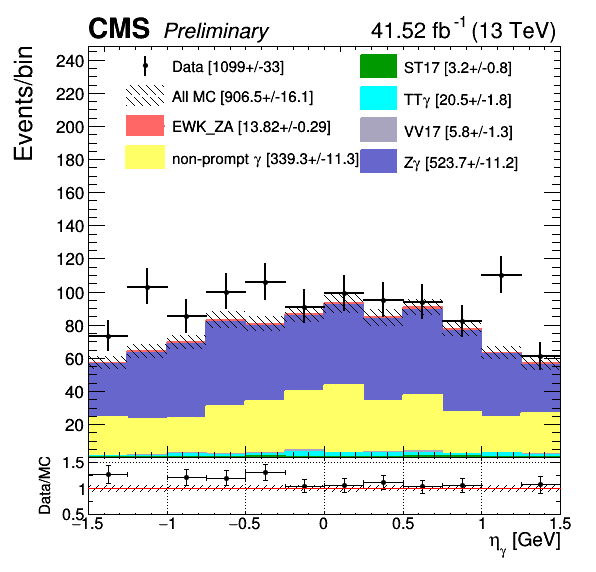 CMS Preliminary 41.52 fb⁻¹ (13 TeV)
Events/bin
240
220
200
180
160
140
120
100
80
60
40
20
Data [1099+/-33]
All MC [906.5+/-16.1]
EWK_ZA [13.82+/-0.29]
non-prompt γ [339.3+/-11.3]
ST17 [3.2+/-0.8]
TTγ [20.5+/-1.8]
VV17 [5.8+/-1.3]
Zγ [523.7+/-11.2]
Data/MC
1.5
1
0.5
−1.5 −1 −0.5 0 0.5 1 1.5
ηγ [GeV]